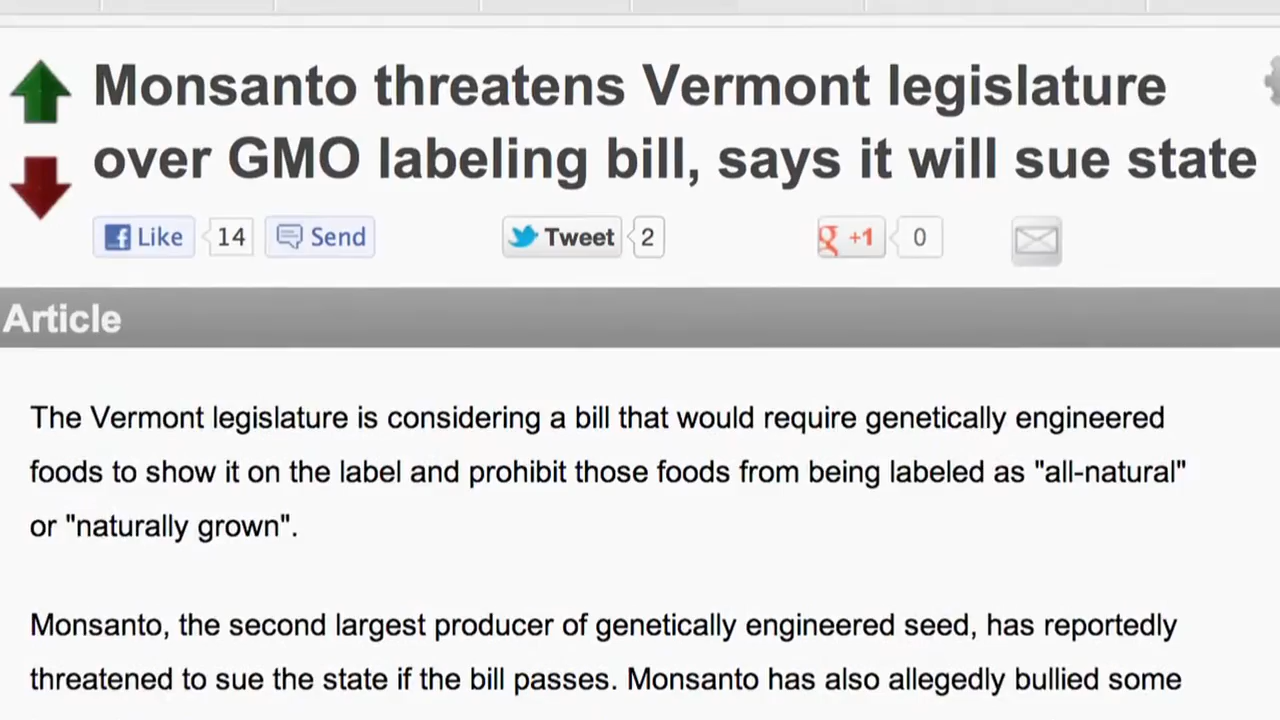 Monsanto threatens Vermont legislature
over GMO labeling bill, says it will sue state
Like 14 Send Tweet 2 +1 0
Article
The Vermont legislature is considering a bill that would require genetically engineered
foods to show it on the label and prohibit those foods from being labeled as "all-natural"
or "naturally grown".
Monsanto, the second largest producer of genetically engineered seed, has reportedly
threatened to sue the state if the bill passes. Monsanto has also allegedly bullied some